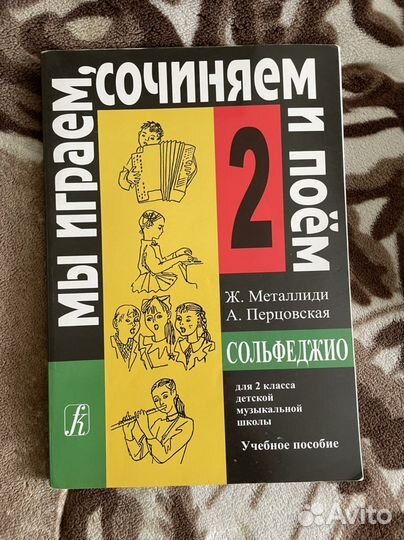 мы играем, сочиняем и поём
2
Ж. Металлиди
А. Перцовская
СОЛЬФЕДЖИО
для 2 класса
детской
музыкальной
школы
Учебное пособие
Avito